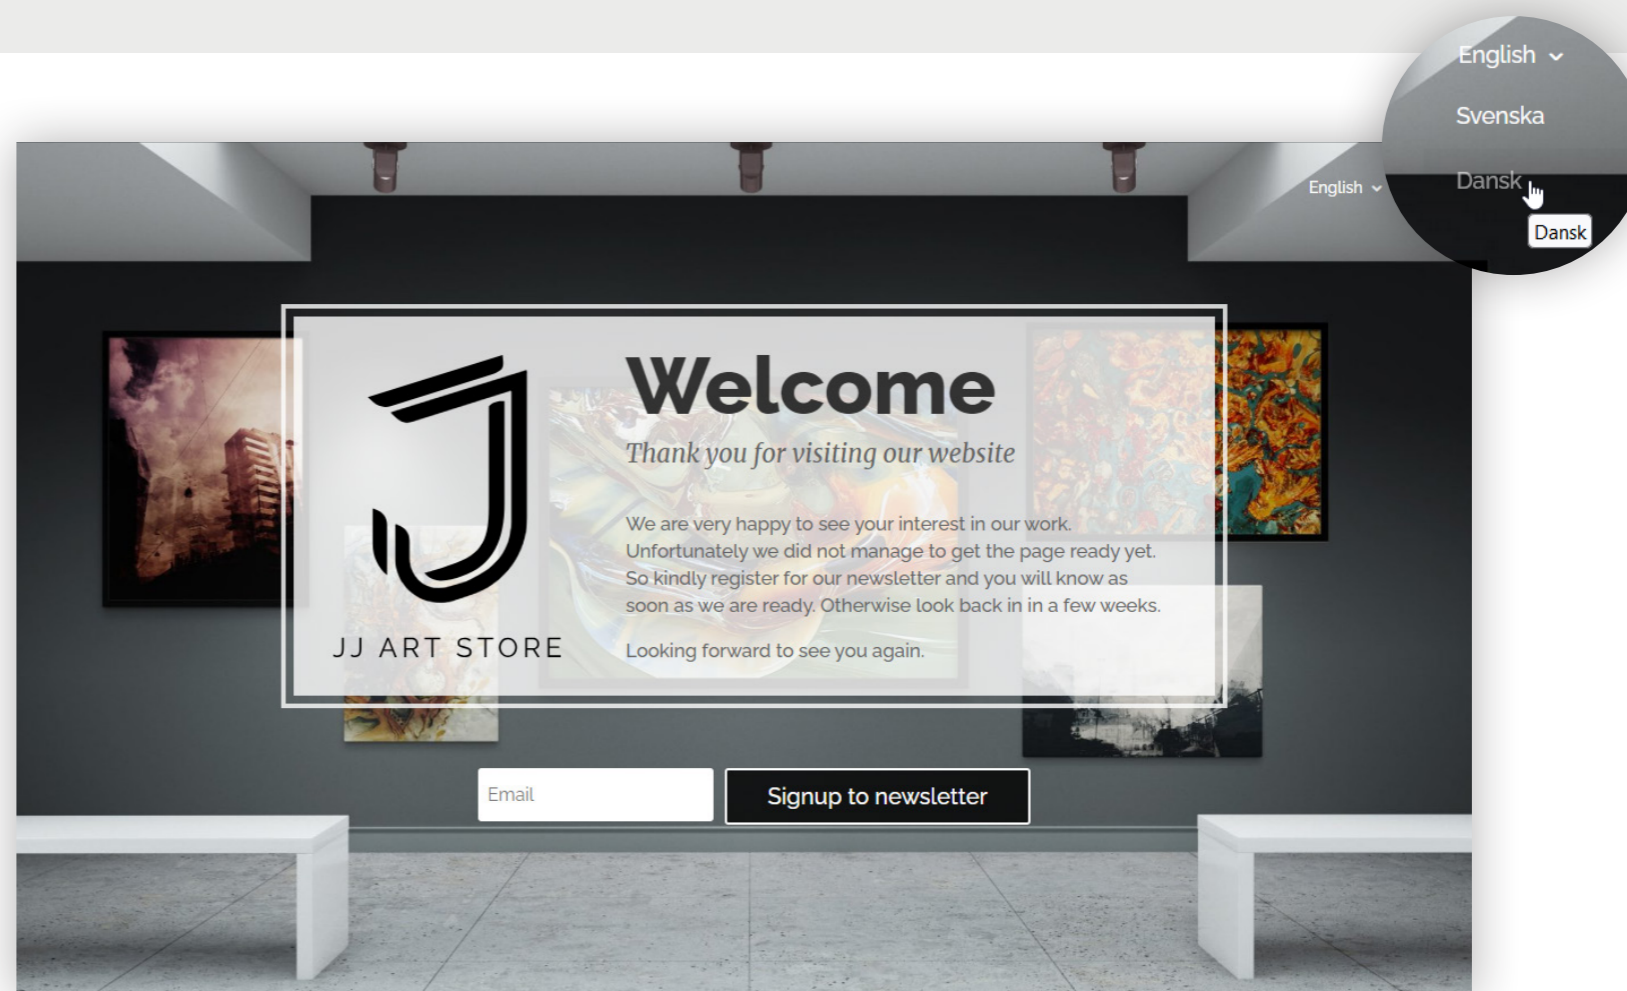 English
Svenska
Dansk
Dansk
English
Welcome
Thank you for visiting our website
We are very happy to see your interest in our work.
Unfortunately we did not manage to get the page ready yet.
So kindly register for our newsletter and you will know as
soon as we are ready. Otherwise look back in in a few weeks.
Looking forward to see you again.
JJ ART STORE
Email
Signup to newsletter